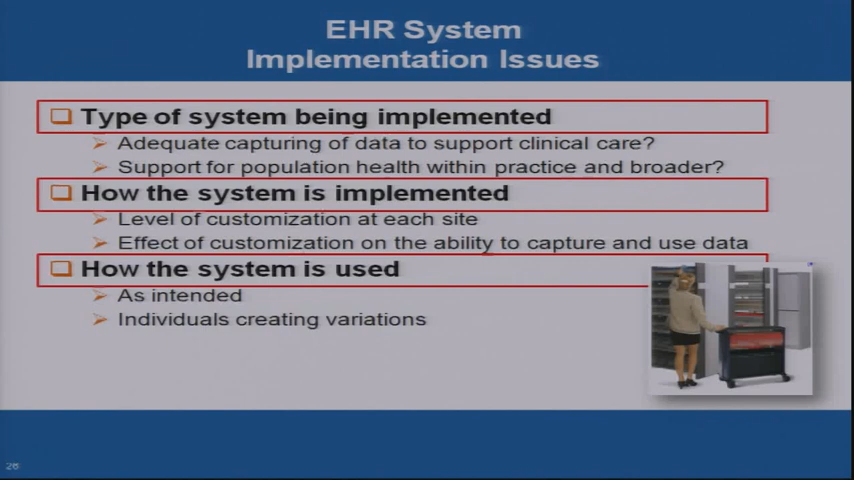 EHR System
Implementation Issues
Type of system being implemented
Adequate capturing of data to support clinical care?
Support for population health within practice and broader?
How the system is implemented
Level of customization at each site
Effect of customization on the ability to capture and use data
How the system is used
As intended
Individuals creating variations
26